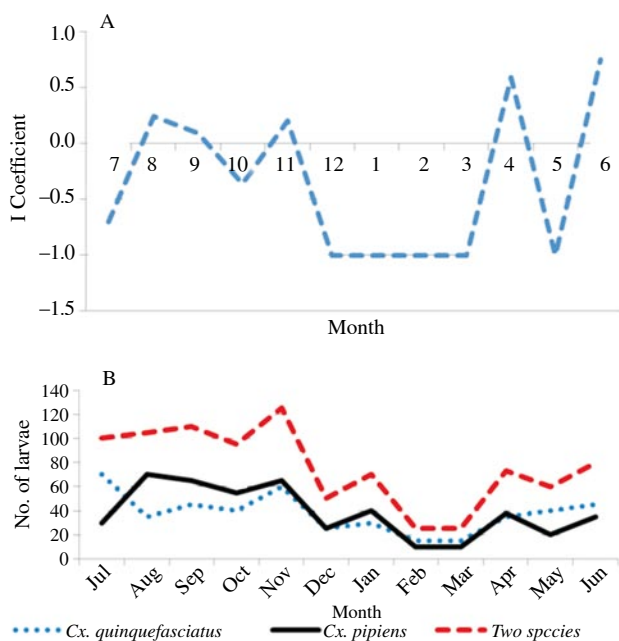 A
1.0
0.5
0.0
−0.5
−1.0
−1.5
I Coefficient
7 8 9 10 11 12 1 2 3 4 5 6
Month
B
140
120
100
80
60
40
20
0
No. of larvae
Jul Aug Sep Oct Nov Dec Jan Feb Mar Apr May Jun
Month
Cx. quinquefasciatus Cx. pipiens Two spccies